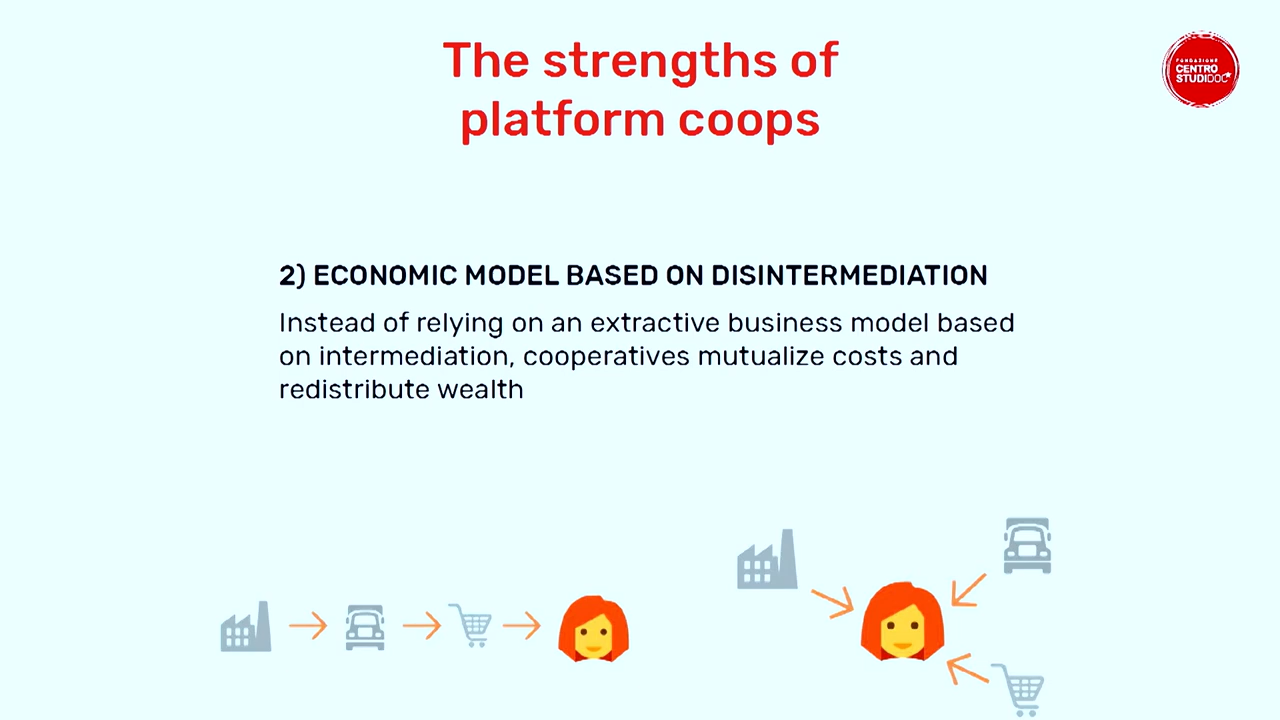 The strengths of
platform coops
FONDAZIONE
CENTRO
STUDIDOC
2) ECONOMIC MODEL BASED ON DISINTERMEDIATION
Instead of relying on an extractive business model based
on intermediation, cooperatives mutualize costs and
redistribute wealth